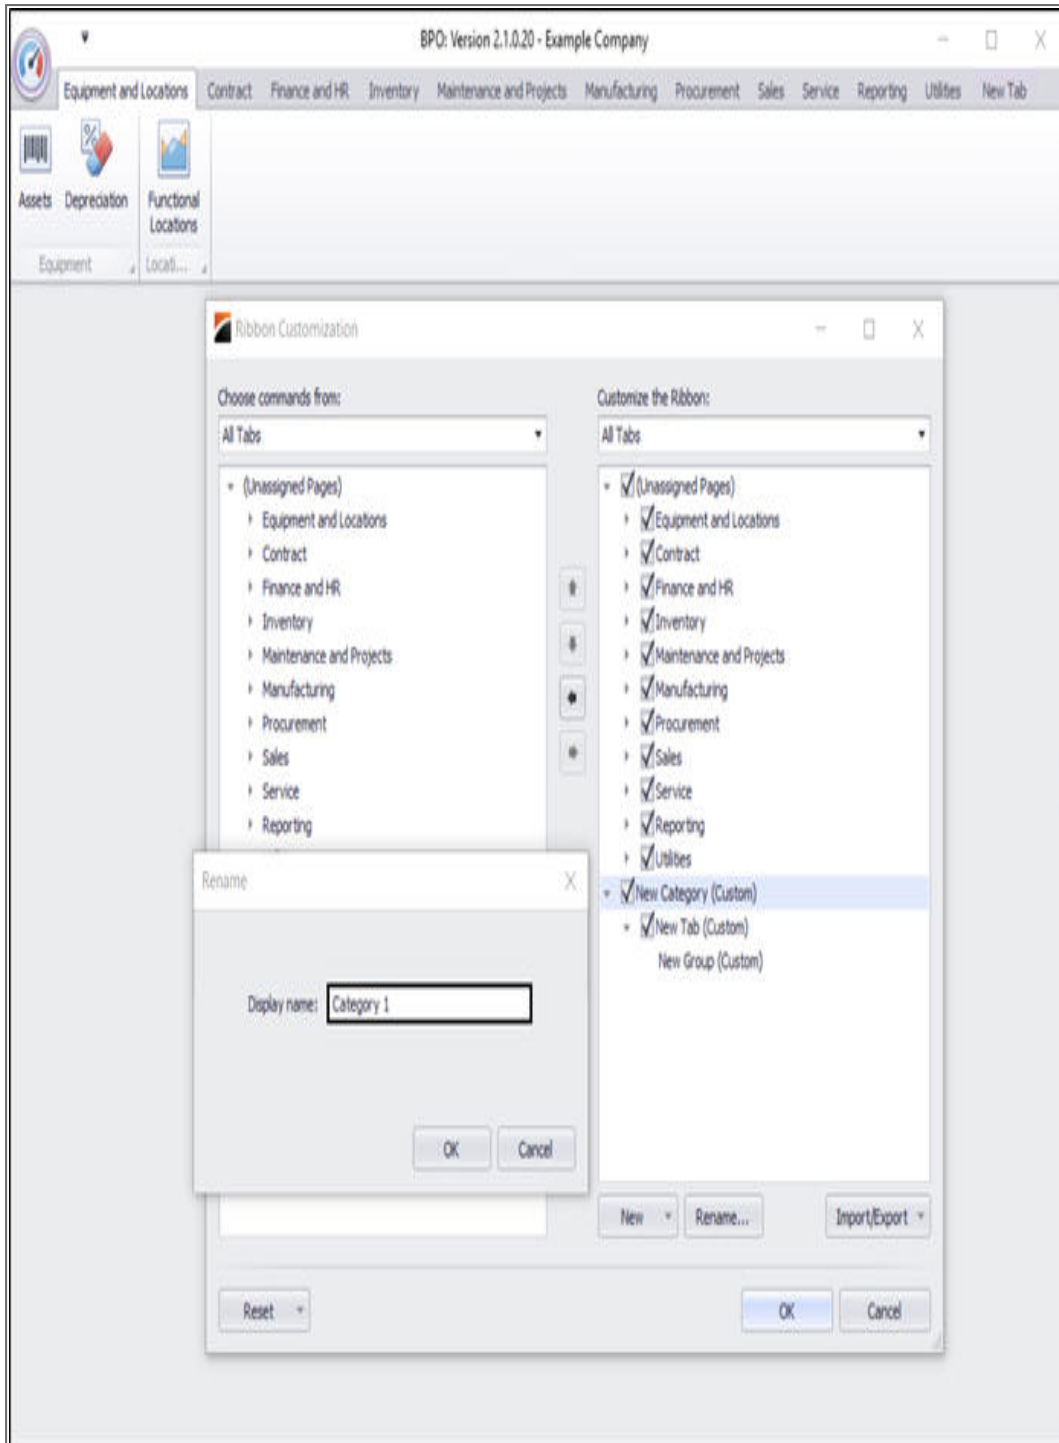 BPO: Version 2.1.0.20 - Example Company
Equipment and Locations Contract Finance and HR Inventory Maintenance and Projects Manufacturing Procurement Sales Service Reporting Utilities New Tab
Assets Depreciation Functional Locations
Equipment Locati...
Ribbon Customization
Choose commands from:
All Tabs
(Unassigned Pages)
Equipment and Locations
Contract
Finance and HR
Inventory
Maintenance and Projects
Manufacturing
Procurement
Sales
Service
Reporting
Customize the Ribbon:
All Tabs
(Unassigned Pages)
Equipment and Locations
Contract
Finance and HR
Inventory
Maintenance and Projects
Manufacturing
Procurement
Sales
Service
Reporting
Utilities
New Category (Custom)
New Tab (Custom)
New Group (Custom)
Rename
Display name: Category 1
OK Cancel
New Rename... Import/Export
Reset OK Cancel